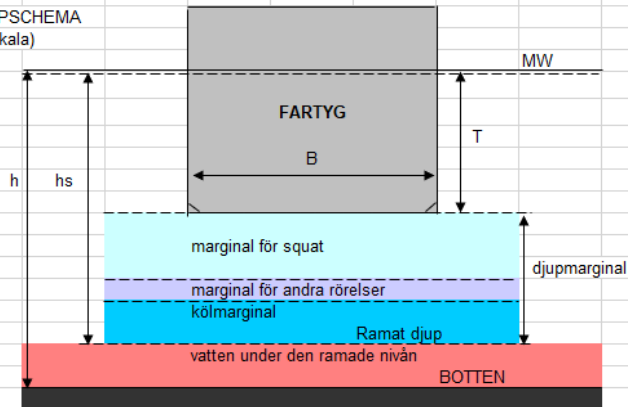 PSCHEMA
kala)
MW
FARTYG
T
B
h
hs
marginal för squat
djupmarginal
marginal för andra rörelser
kölmarginal
Ramat djup
vatten under den ramade nivån
BOTTEN